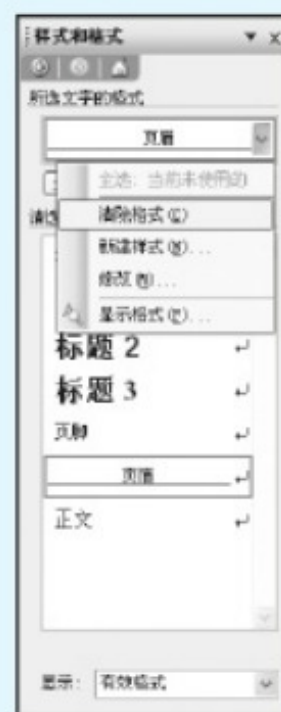 样式和格式
所选文字的格式
页眉
全选：当前未使用的
清除格式(C)
新建样式(N)...
修改(M)...
显示格式(E)...
标题 2
标题 3
页脚
页眉
正文
显示：有效格式